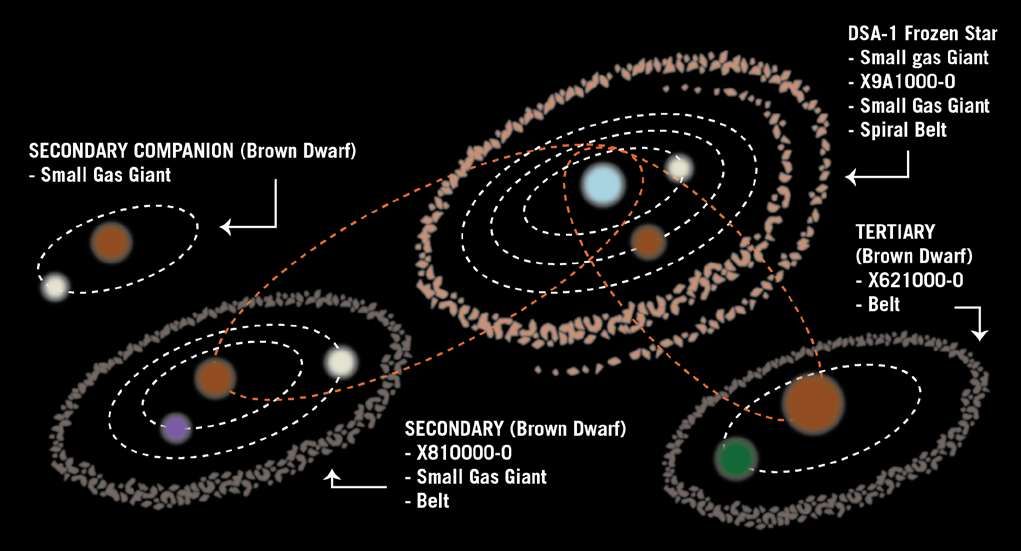 DSA-1 Frozen Star
- Small gas Giant
- X9A1000-0
- Small Gas Giant
- Spiral Belt
SECONDARY COMPANION (Brown Dwarf)
- Small Gas Giant
TERTIARY
(Brown Dwarf)
- X621000-0
- Belt
SECONDARY (Brown Dwarf)
- X810000-0
- Small Gas Giant
- Belt